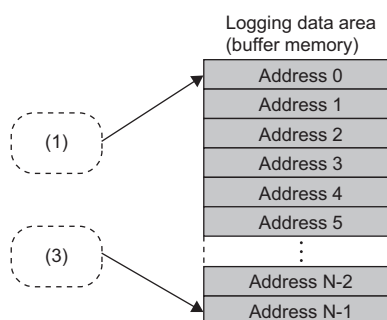 Logging data area
(buffer memory)
Address 0
Address 1
(1)
Address 2
Address 3
Address 4
Address 5
(3)
⋮
Address N-2
Address N-1